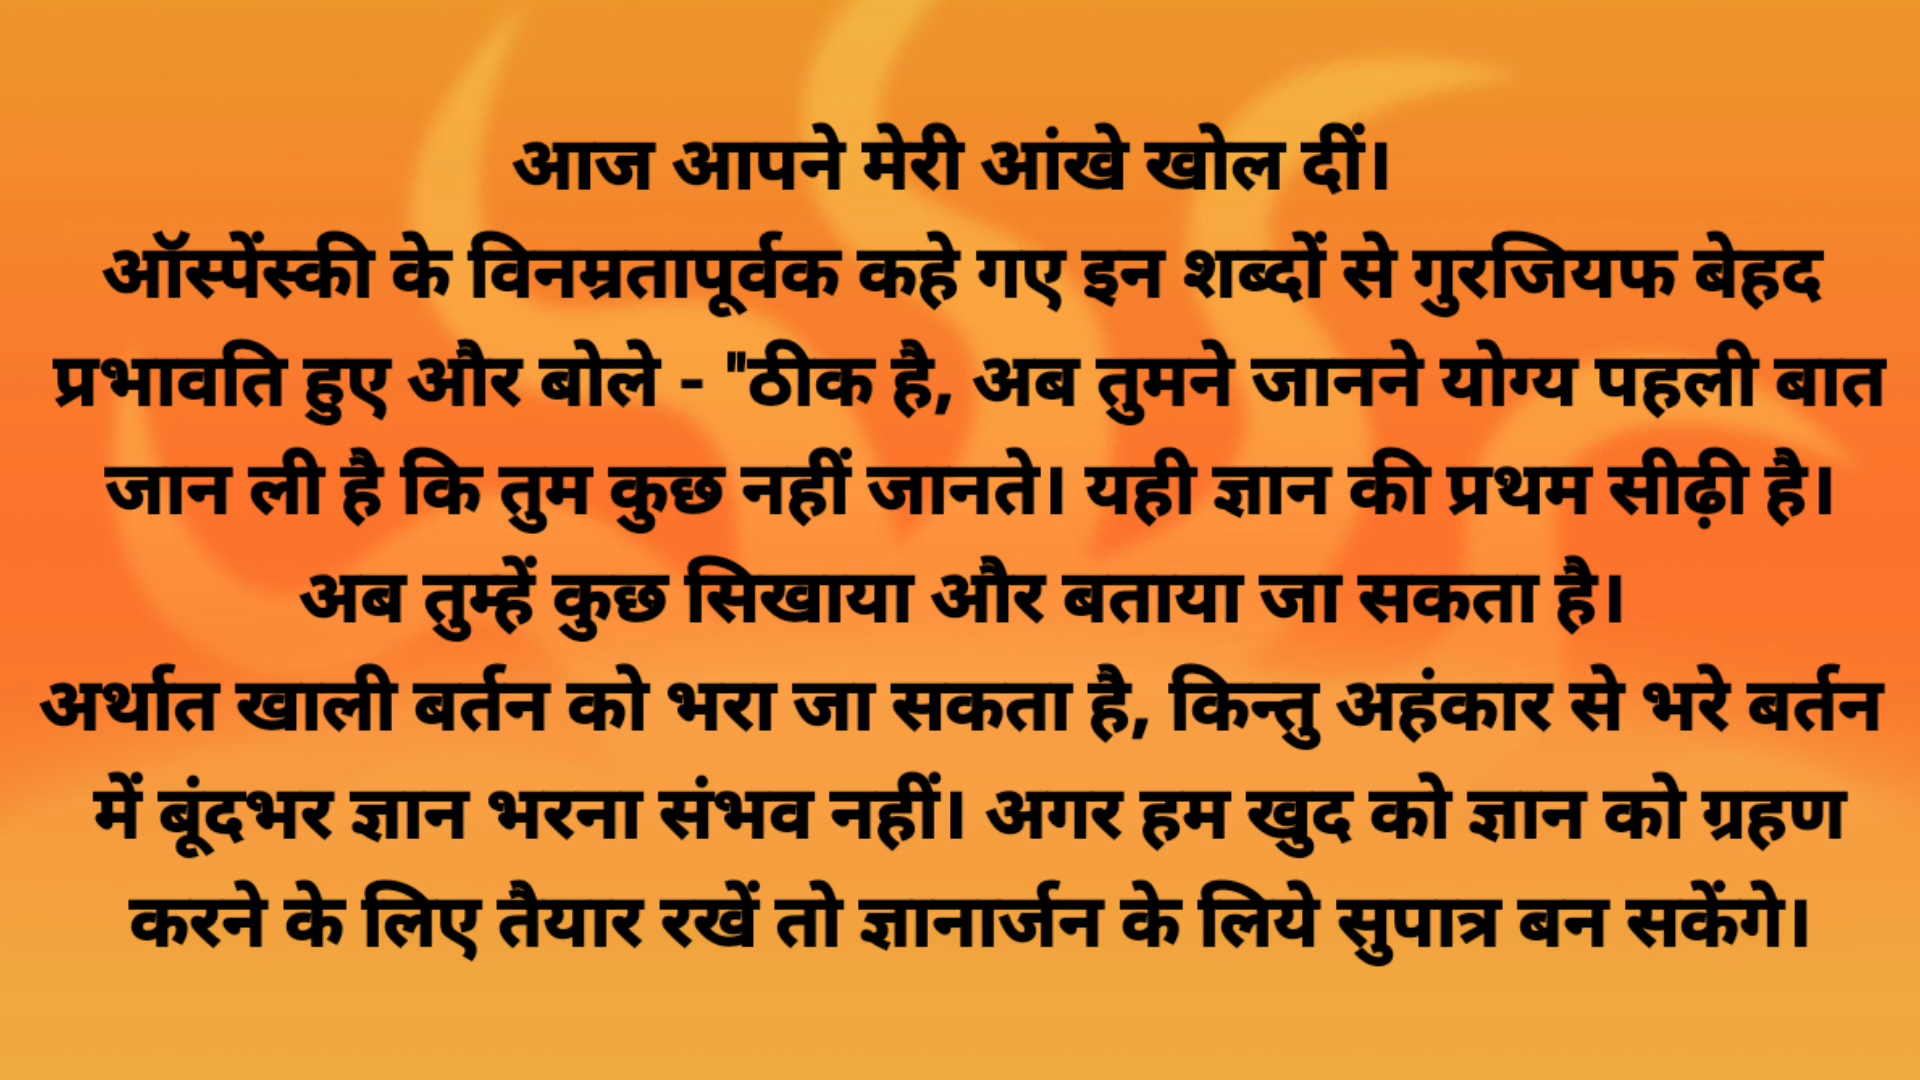 आज आपने मेरी आंखे खोल दीं।
ऑस्पेंस्की के विनम्रतापूर्वक कहे गए इन शब्दों से गुरजियफ बेहद
प्रभावति हुए और बोले - "ठीक है, अब तुमने जानने योग्य पहली बात
जान ली है कि तुम कुछ नहीं जानते। यही ज्ञान की प्रथम सीढ़ी है।
अब तुम्हें कुछ सिखाया और बताया जा सकता है।
अर्थात खाली बर्तन को भरा जा सकता है, किन्तु अहंकार से भरे बर्तन
में बूंदभर ज्ञान भरना संभव नहीं। अगर हम खुद को ज्ञान को ग्रहण
करने के लिए तैयार रखें तो ज्ञानार्जन के लिये सुपात्र बन सकेंगे।